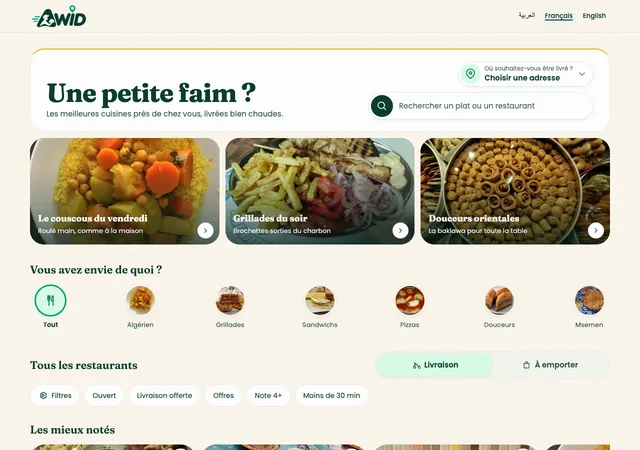 AWID
العربية
Français
English
Une petite faim ?
Les meilleures cuisines près de chez vous, livrées bien chaudes.
Où souhaitez-vous être livré ?
Choisir une adresse
Rechercher un plat ou un restaurant
Le couscous du vendredi
Roulé main, comme à la maison
Grillades du soir
Brochettes sorties du charbon
Douceurs orientales
La baklawa pour toute la table
Vous avez envie de quoi ?
Tout
Algérien
Grillades
Sandwichs
Pizzas
Douceurs
Msemen
Tous les restaurants
Livraison
À emporter
Filtres
Ouvert
Livraison offerte
Offres
Note 4+
Moins de 30 min
Les mieux notés